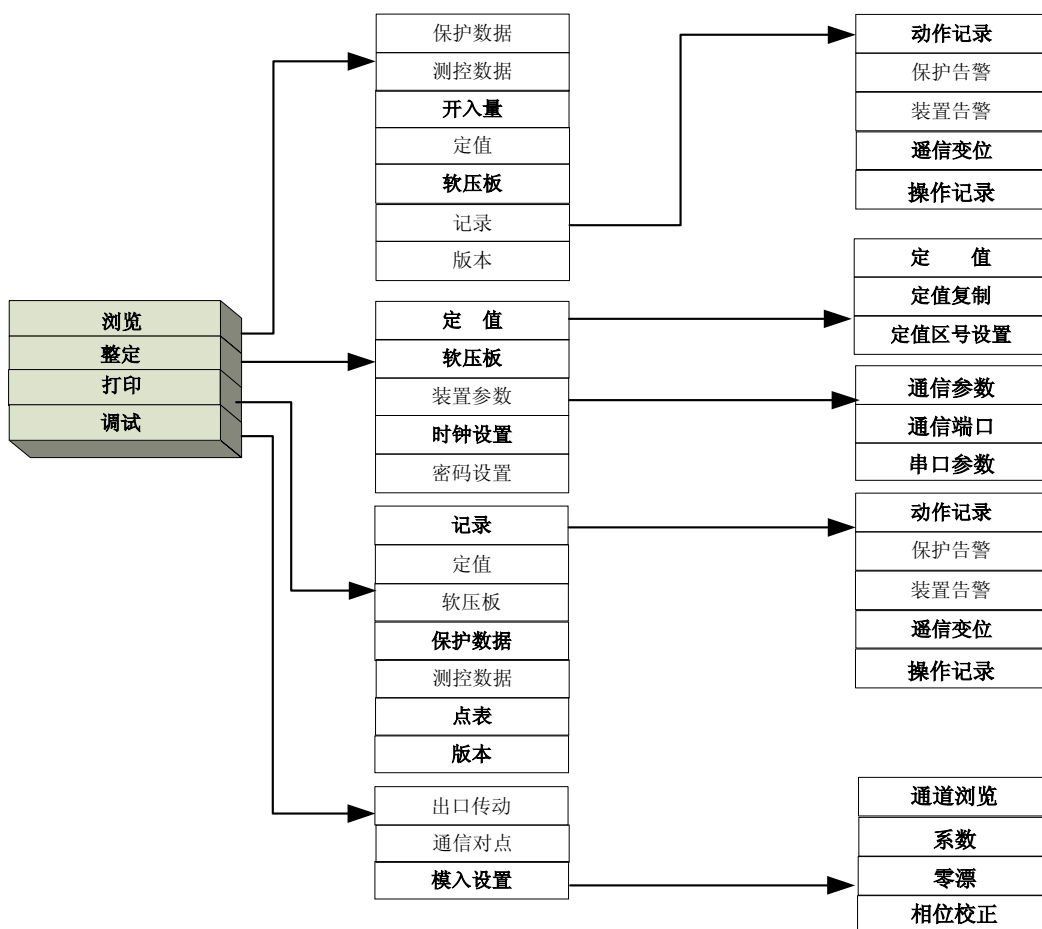 浏览
整定
打印
调试
保护数据
测控数据
开入量
定值
软压板
记录
版本
定 值
软压板
装置参数
时钟设置
密码设置
记录
定值
软压板
保护数据
测控数据
点表
版本
出口传动
通信对点
模入设置
动作记录
保护告警
装置告警
遥信变位
操作记录
定 值
定值复制
定值区号设置
通信参数
通信端口
串口参数
动作记录
保护告警
装置告警
遥信变位
操作记录
通道浏览
系数
零漂
相位校正